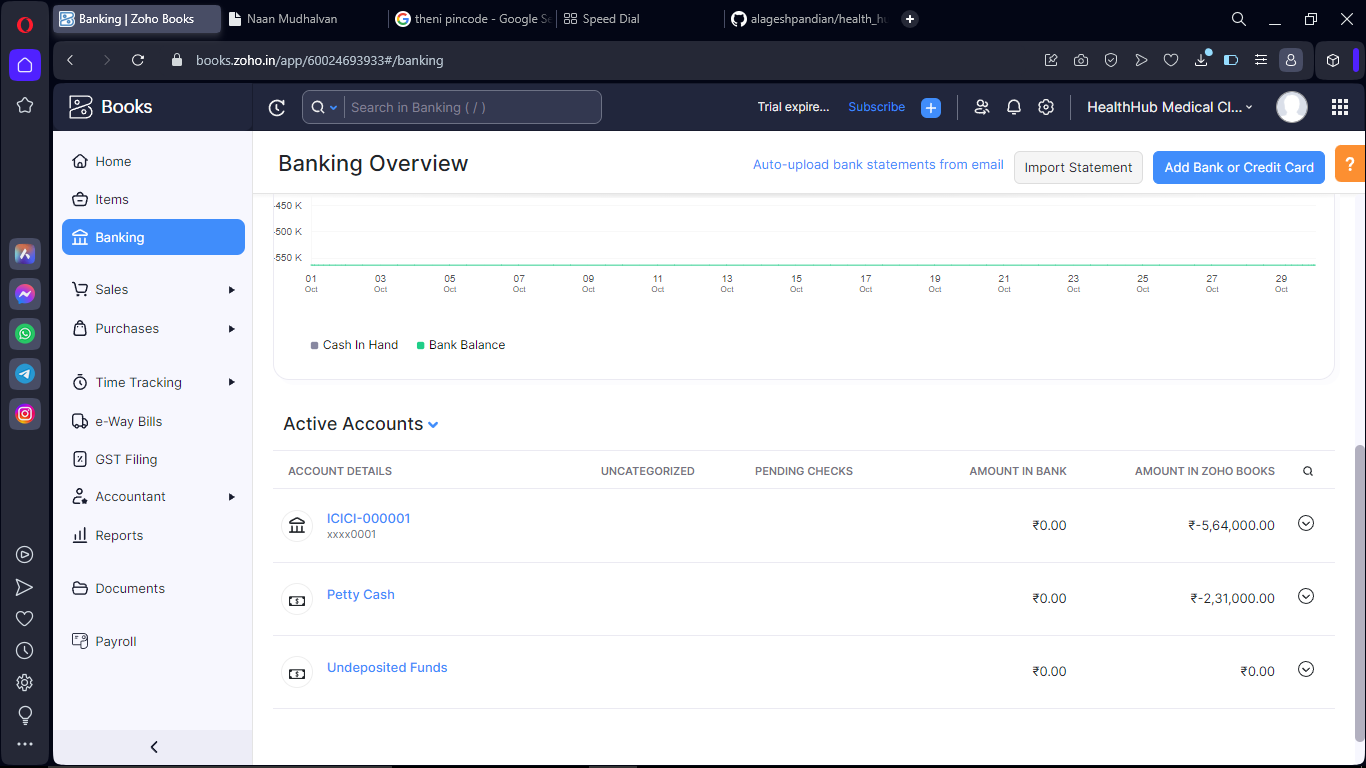 Banking | Zoho Books
Naan Mudhalvan
theni pincode - Google Se
Speed Dial
alageshpandian/health_hu
books.zoho.in/app/60024693933#/banking
Books
Search in Banking ( / )
Trial expire...
Subscribe
HealthHub Medical Cl...
Home
Items
Banking
Sales
Purchases
Time Tracking
e-Way Bills
GST Filing
Accountant
Reports
Documents
Payroll
Banking Overview
Auto-upload bank statements from email
Import Statement
Add Bank or Credit Card
?
-450 K
-500 K
-550 K
01 03 05 07 09 11 13 15 17 19 21 23 25 27 29
Oct Oct Oct Oct Oct Oct Oct Oct Oct Oct Oct Oct Oct Oct Oct
Cash In Hand
Bank Balance
Active Accounts
ACCOUNT DETAILS UNCATEGORIZED PENDING CHECKS AMOUNT IN BANK AMOUNT IN ZOHO BOOKS
ICICI-000001 ₹0.00 ₹-5,64,000.00
xxxx0001
Petty Cash ₹0.00 ₹-2,31,000.00
Undeposited Funds ₹0.00 ₹0.00